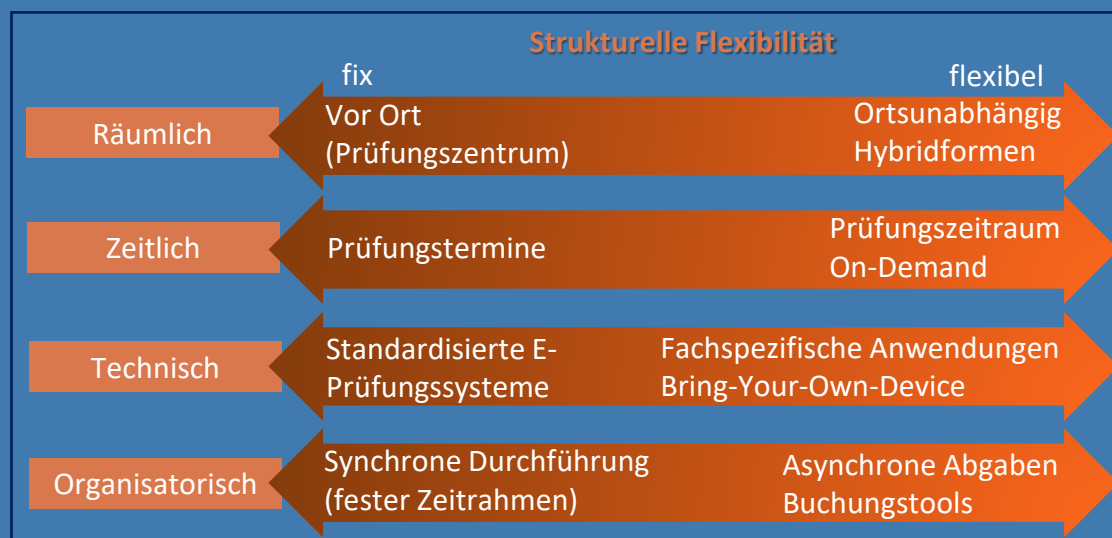 Strukturelle Flexibilität
fix
flexibel
Räumlich
Vor Ort
(Prüfungszentrum)
Ortsunabhängig
Hybridformen
Zeitlich
Prüfungstermine
Prüfungszeitraum
On-Demand
Technisch
Standardisierte E-
Prüfungssysteme
Fachspezifische Anwendungen
Bring-Your-Own-Device
Organisatorisch
Synchrone Durchführung
(fester Zeitrahmen)
Asynchrone Abgaben
Buchungstools